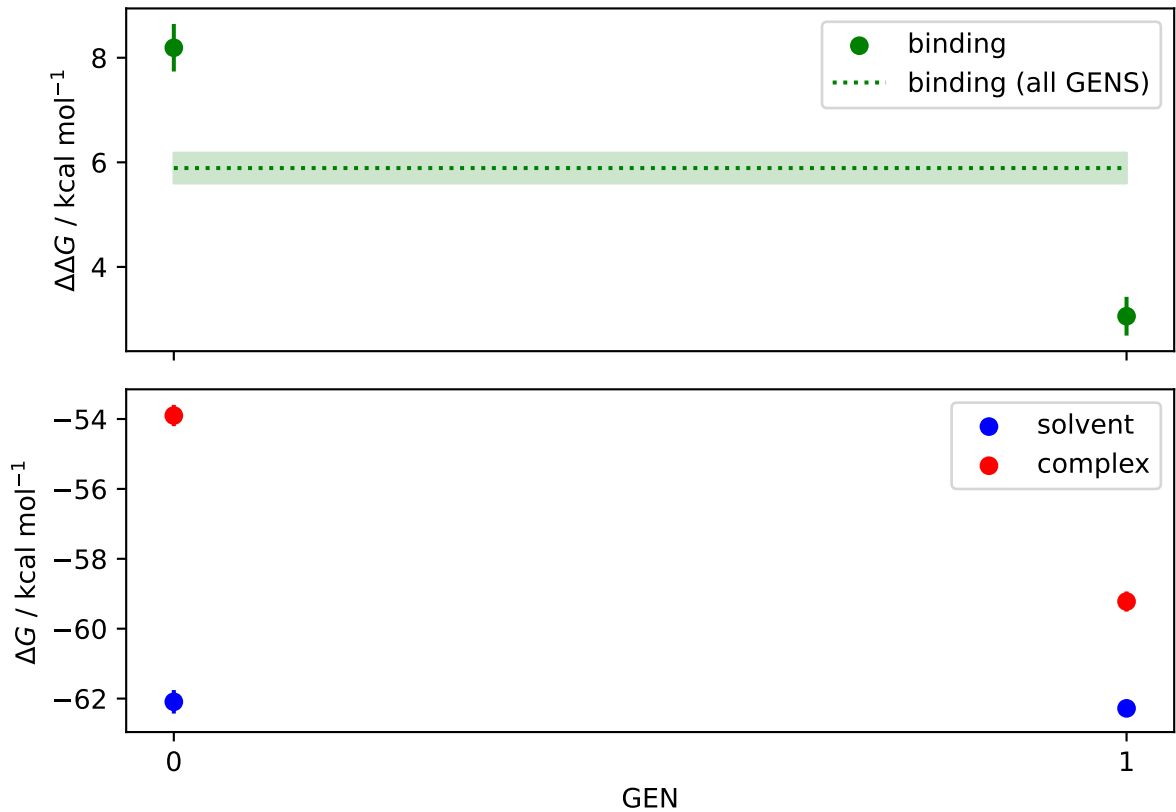 8
6
4
ΔΔG / kcal mol⁻¹
binding
binding (all GENS)
−54
−56
−58
−60
−62
ΔG / kcal mol⁻¹
solvent
complex
0
1
GEN